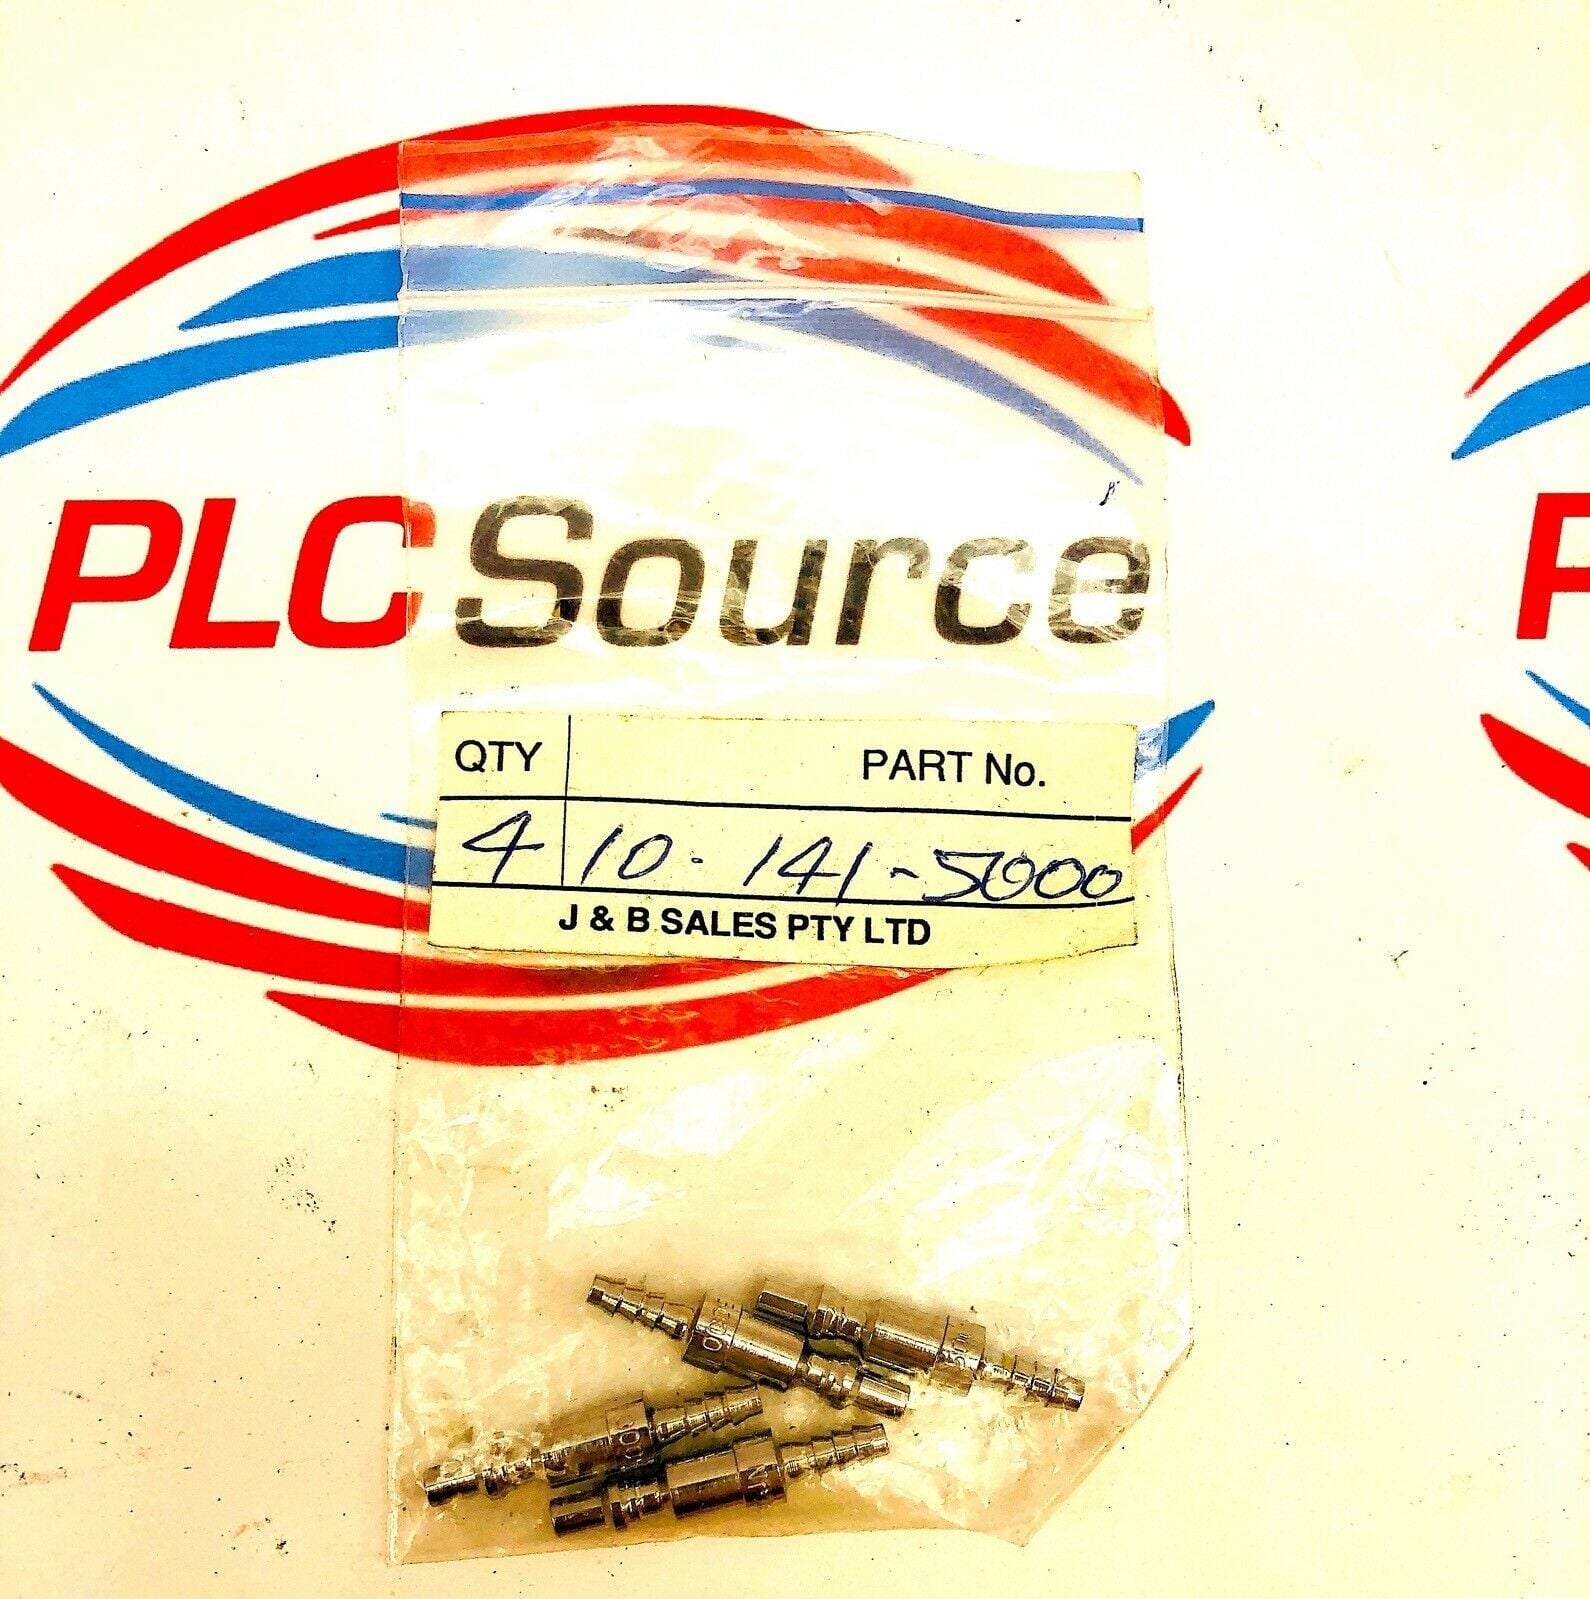 PLC Source
P
QTY PART No.
4 10-141-5000
J & B SALES PTY LTD